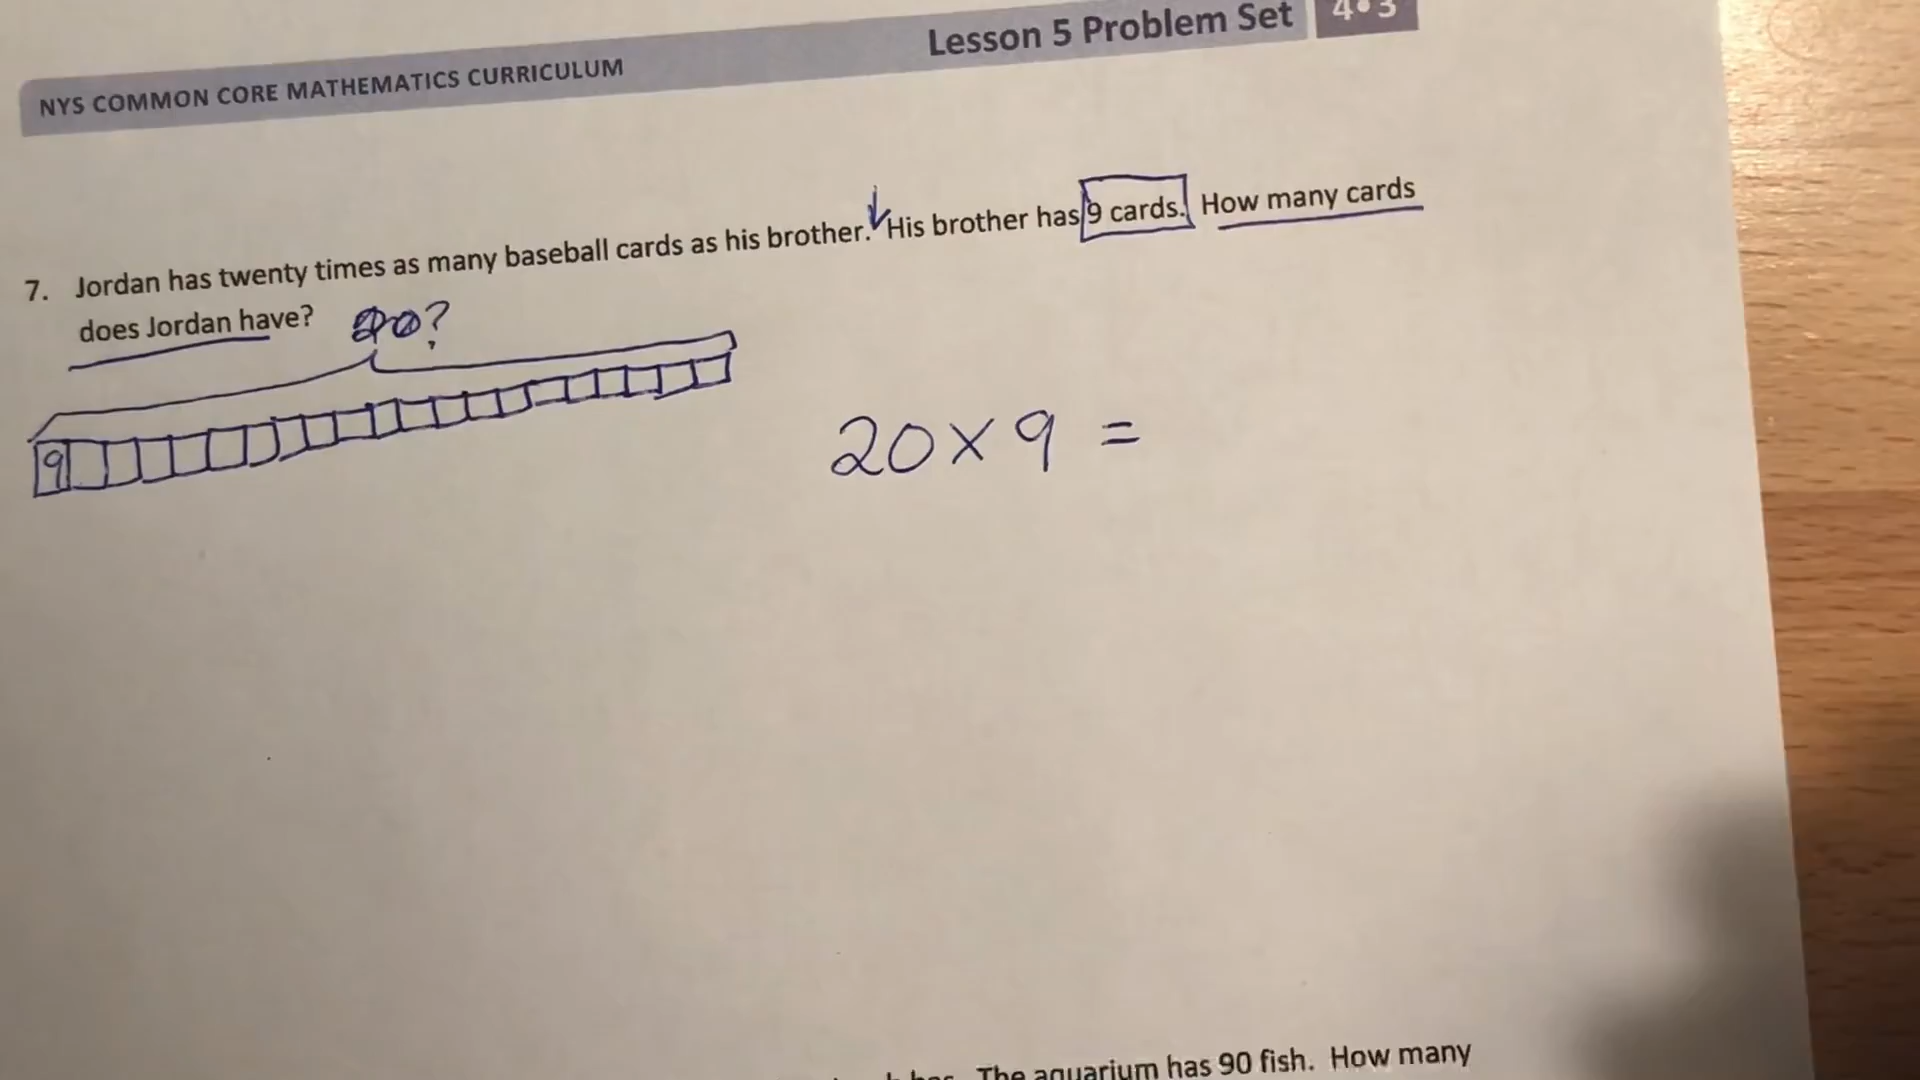 NYS COMMON CORE MATHEMATICS CURRICULUM
Lesson 5 Problem Set
4•3
7. Jordan has twenty times as many baseball cards as his brother. His brother has 9 cards. How many cards
does Jordan have?
?
9
20 × 9 =
The aquarium has 90 fish. How many